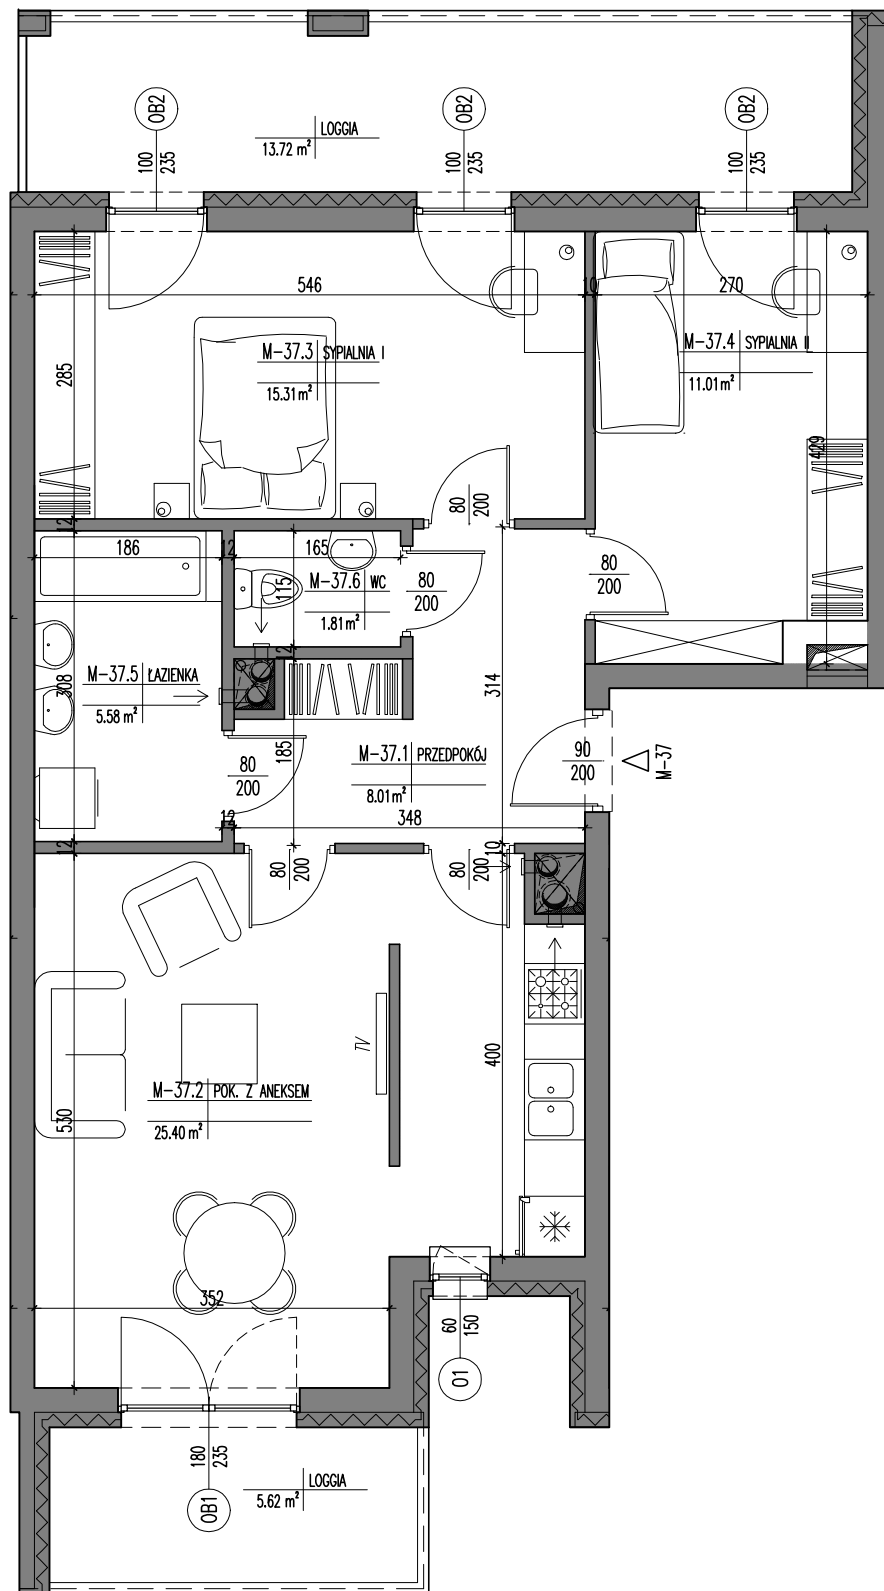 OB2
OB2
OB2
LOGGIA
13.72 m²
100
235
100
235
100
235
546
10
270
M-37.3 SYPIALNIA I
15.31 m²
M-37.4 SYPIALNIA II
11.01 m²
285
429
80
200
12
186
12
165
80
200
115
M-37.6 WC
1.81 m²
80
200
12
M-37.5 ŁAZIENKA
5.58 m²
308
314
185
M-37.1 PRZEDPOKÓJ
8.01 m²
90
200
M-37
80
200
12
348
12
80
200
80
200
10
400
TV
M-37.2 POK. Z ANEKSEM
25.40 m²
530
352
60
150
O1
180
235
LOGGIA
5.62 m²
OB1